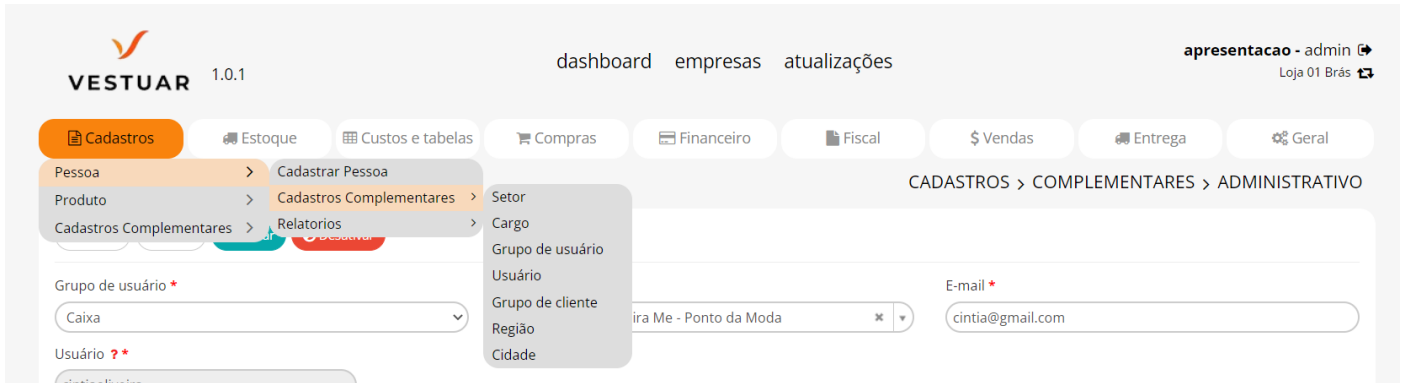 VESTUAR 1.0.1
dashboard empresas atualizações
apresentacao - admin
Loja 01 Brás
Cadastros Estoque Custos e tabelas Compras Financeiro Fiscal $ Vendas Entrega Geral
Pessoa > Cadastrar Pessoa
CADASTROS > COMPLEMENTARES > ADMINISTRATIVO
Produto > Cadastros Complementares > Setor
Cadastros Complementares > Relatorios > Cargo
Desativar
Grupo de usuário
Usuário
Grupo de cliente
Região
Cidade
Grupo de usuário *
E-mail *
Caixa
ira Me - Ponto da Moda
cintia@gmail.com
Usuário ? *